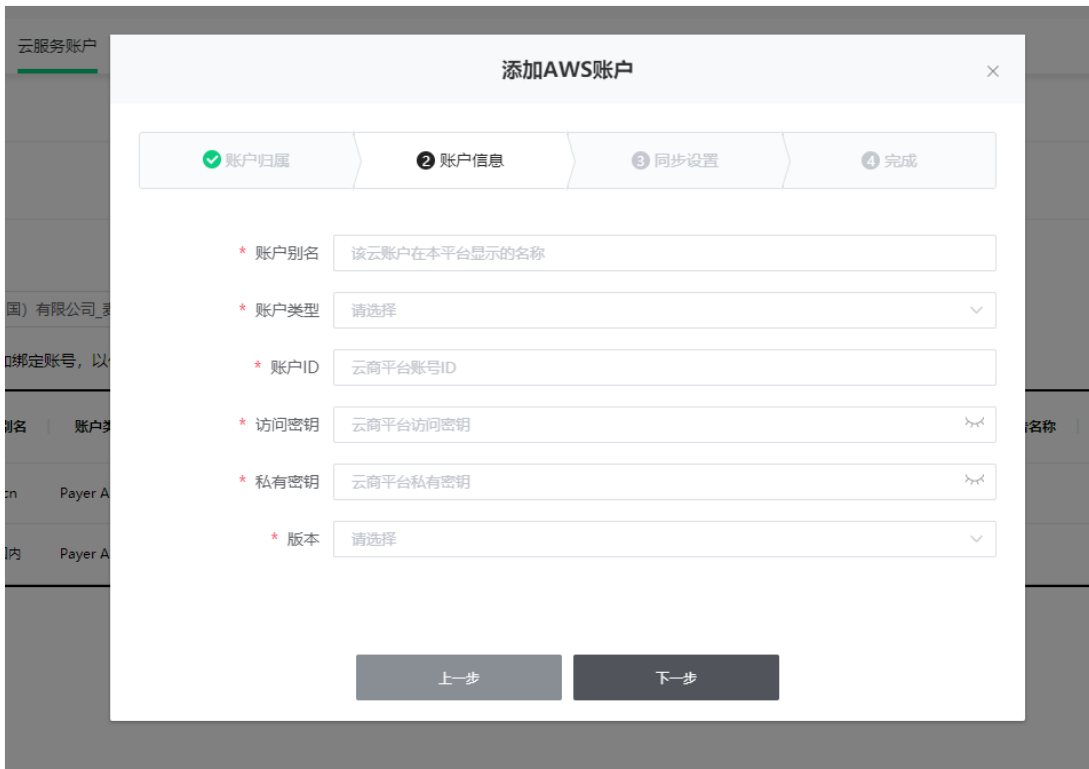 云服务账户
添加AWS账户
账户归属
2 账户信息
3 同步设置
4 完成
* 账户别名 该云账户在本平台显示的名称
* 账户类型 请选择
国）有限公司_
* 账户ID 云商平台账号ID
绑定账号，以
* 访问密钥 云商平台访问密钥
别名 账户 名称
* 私有密钥 云商平台私有密钥
cn Payer A
* 版本 请选择
内 Payer A
上一步 下一步